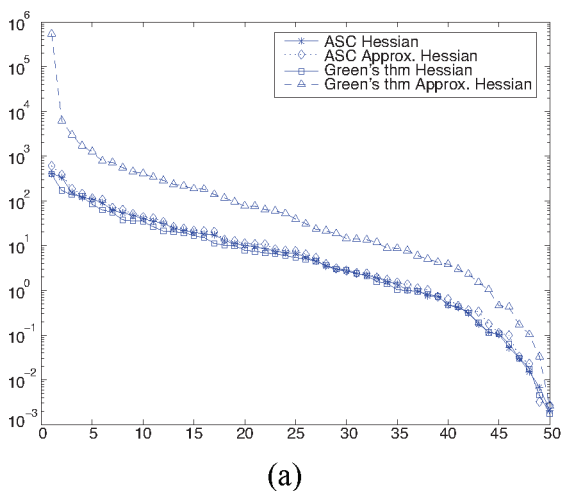 10^6
10^5
10^4
10^3
10^2
10^1
10^0
10^-1
10^-2
10^-3
0 5 10 15 20 25 30 35 40 45 50
ASC Hessian
ASC Approx. Hessian
Green's thm Hessian
Green's thm Approx. Hessian
(a)